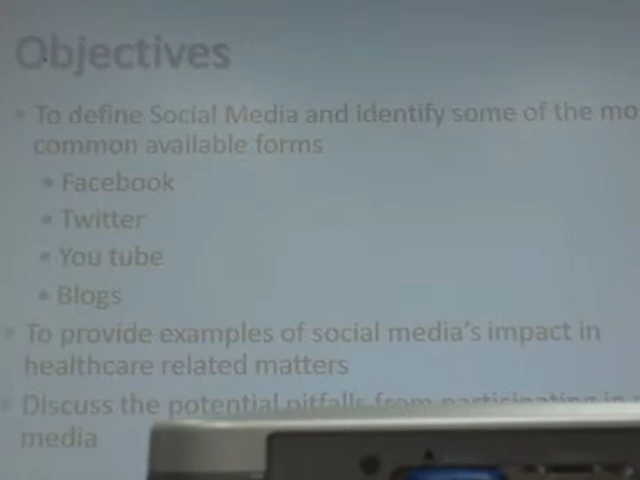 Objectives
• To define Social Media and identify some of the mo
common available forms
• Facebook
• Twitter
• You tube
• Blogs
• To provide examples of social media's impact in
healthcare related matters
• Discuss the potential pitfalls from participating in
media